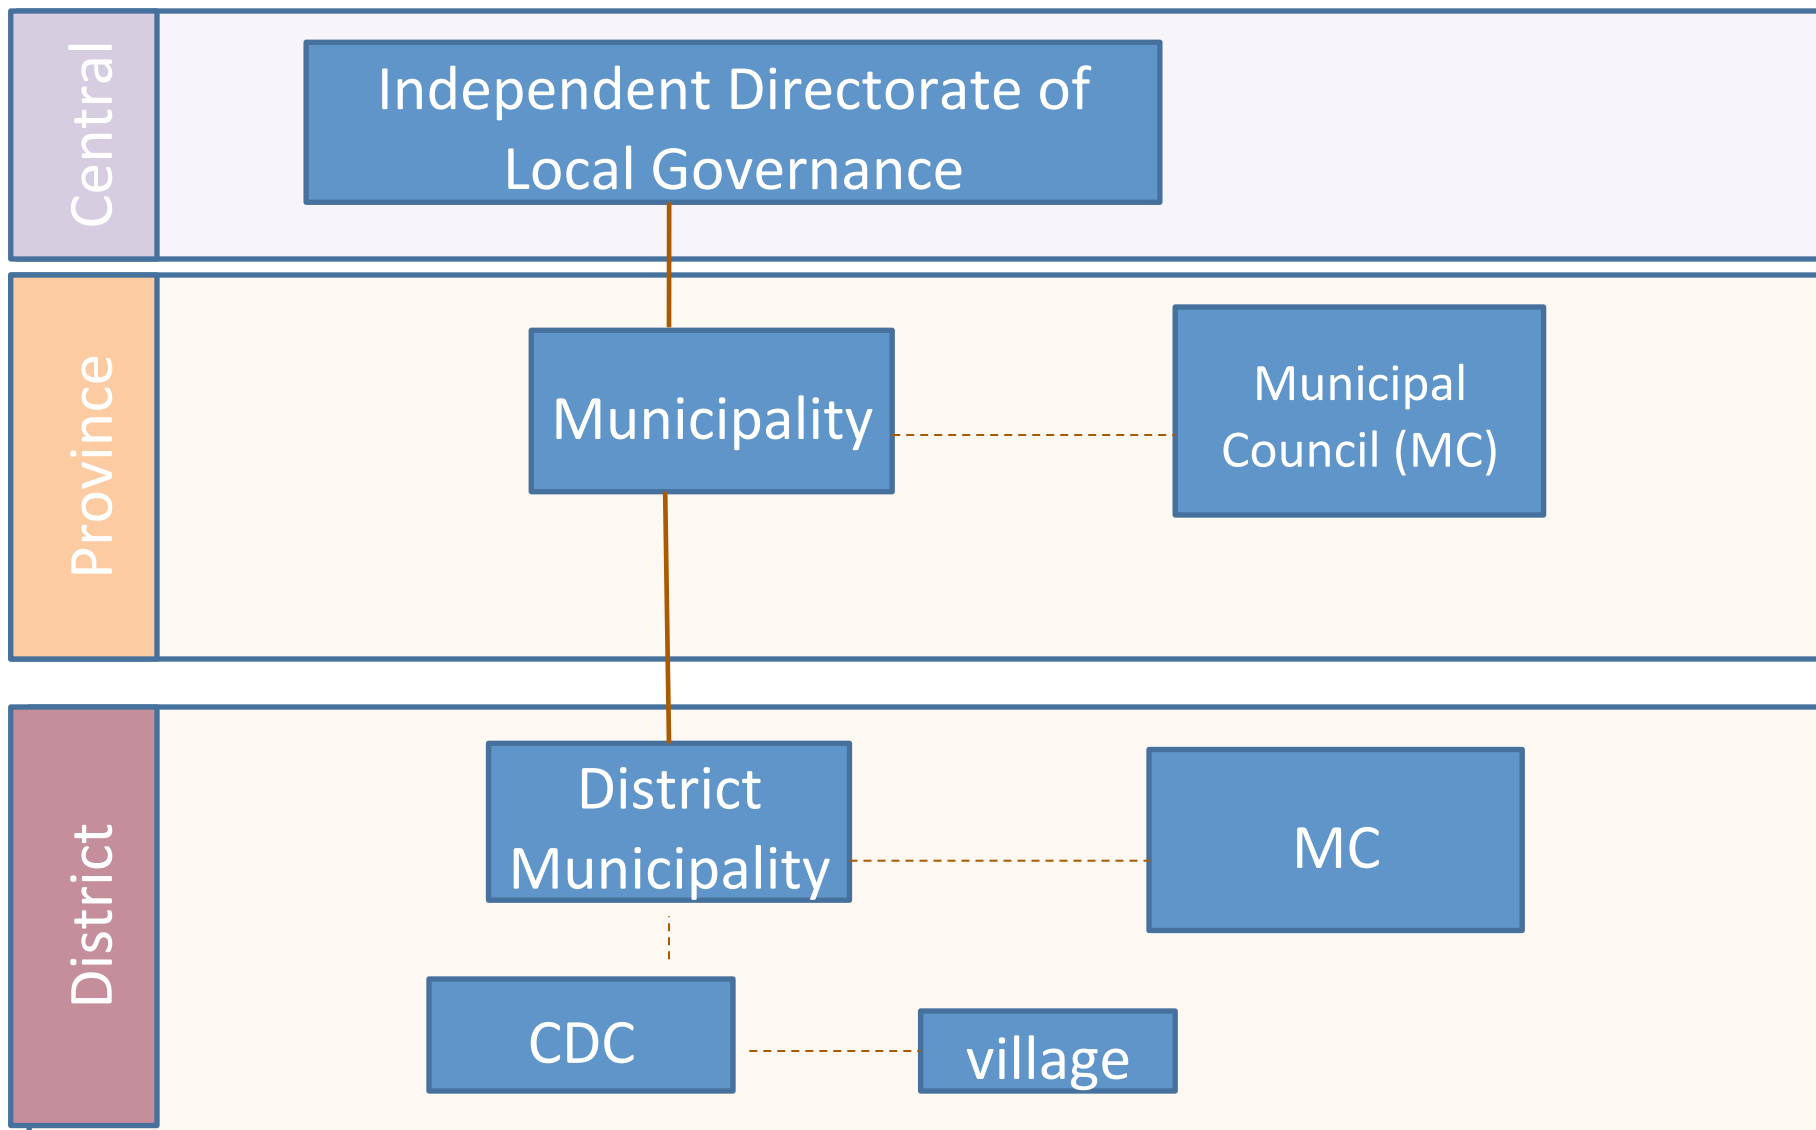 Central
Independent Directorate of
Local Governance
Province
Municipality
Municipal
Council (MC)
District
District
Municipality
MC
CDC
village